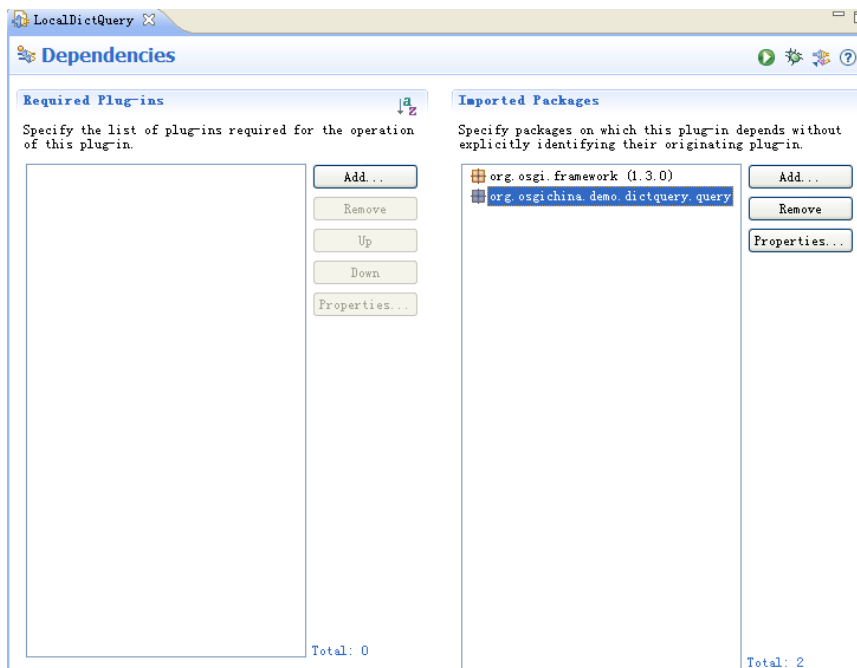 LocalDictQuery
Dependencies
Required Plug-ins
Specify the list of plug-ins required for the operation
of this plug-in.
Add...
Remove
Up
Down
Properties...
Total: 0
Imported Packages
Specify packages on which this plug-in depends without
explicitly identifying their originating plug-in.
org.osgi.framework (1.3.0)
org.osgichina.demo.dictquery.query
Add...
Remove
Properties...
Total: 2